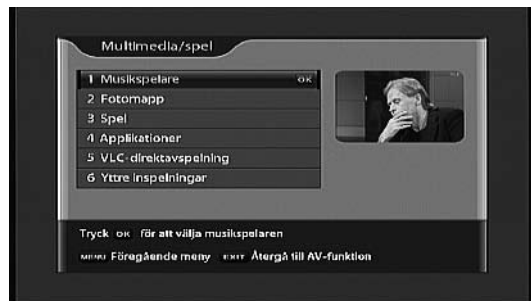 Multimedia/spel
1 Musikspelare OK
2 Fotomapp
3 Spel
4 Applikationer
5 VLC-direktavspelning
6 Yttre inspelningar
Tryck OK för att välja musikspelaren
MENU Föregående meny EXIT Återgå till AV-funktion